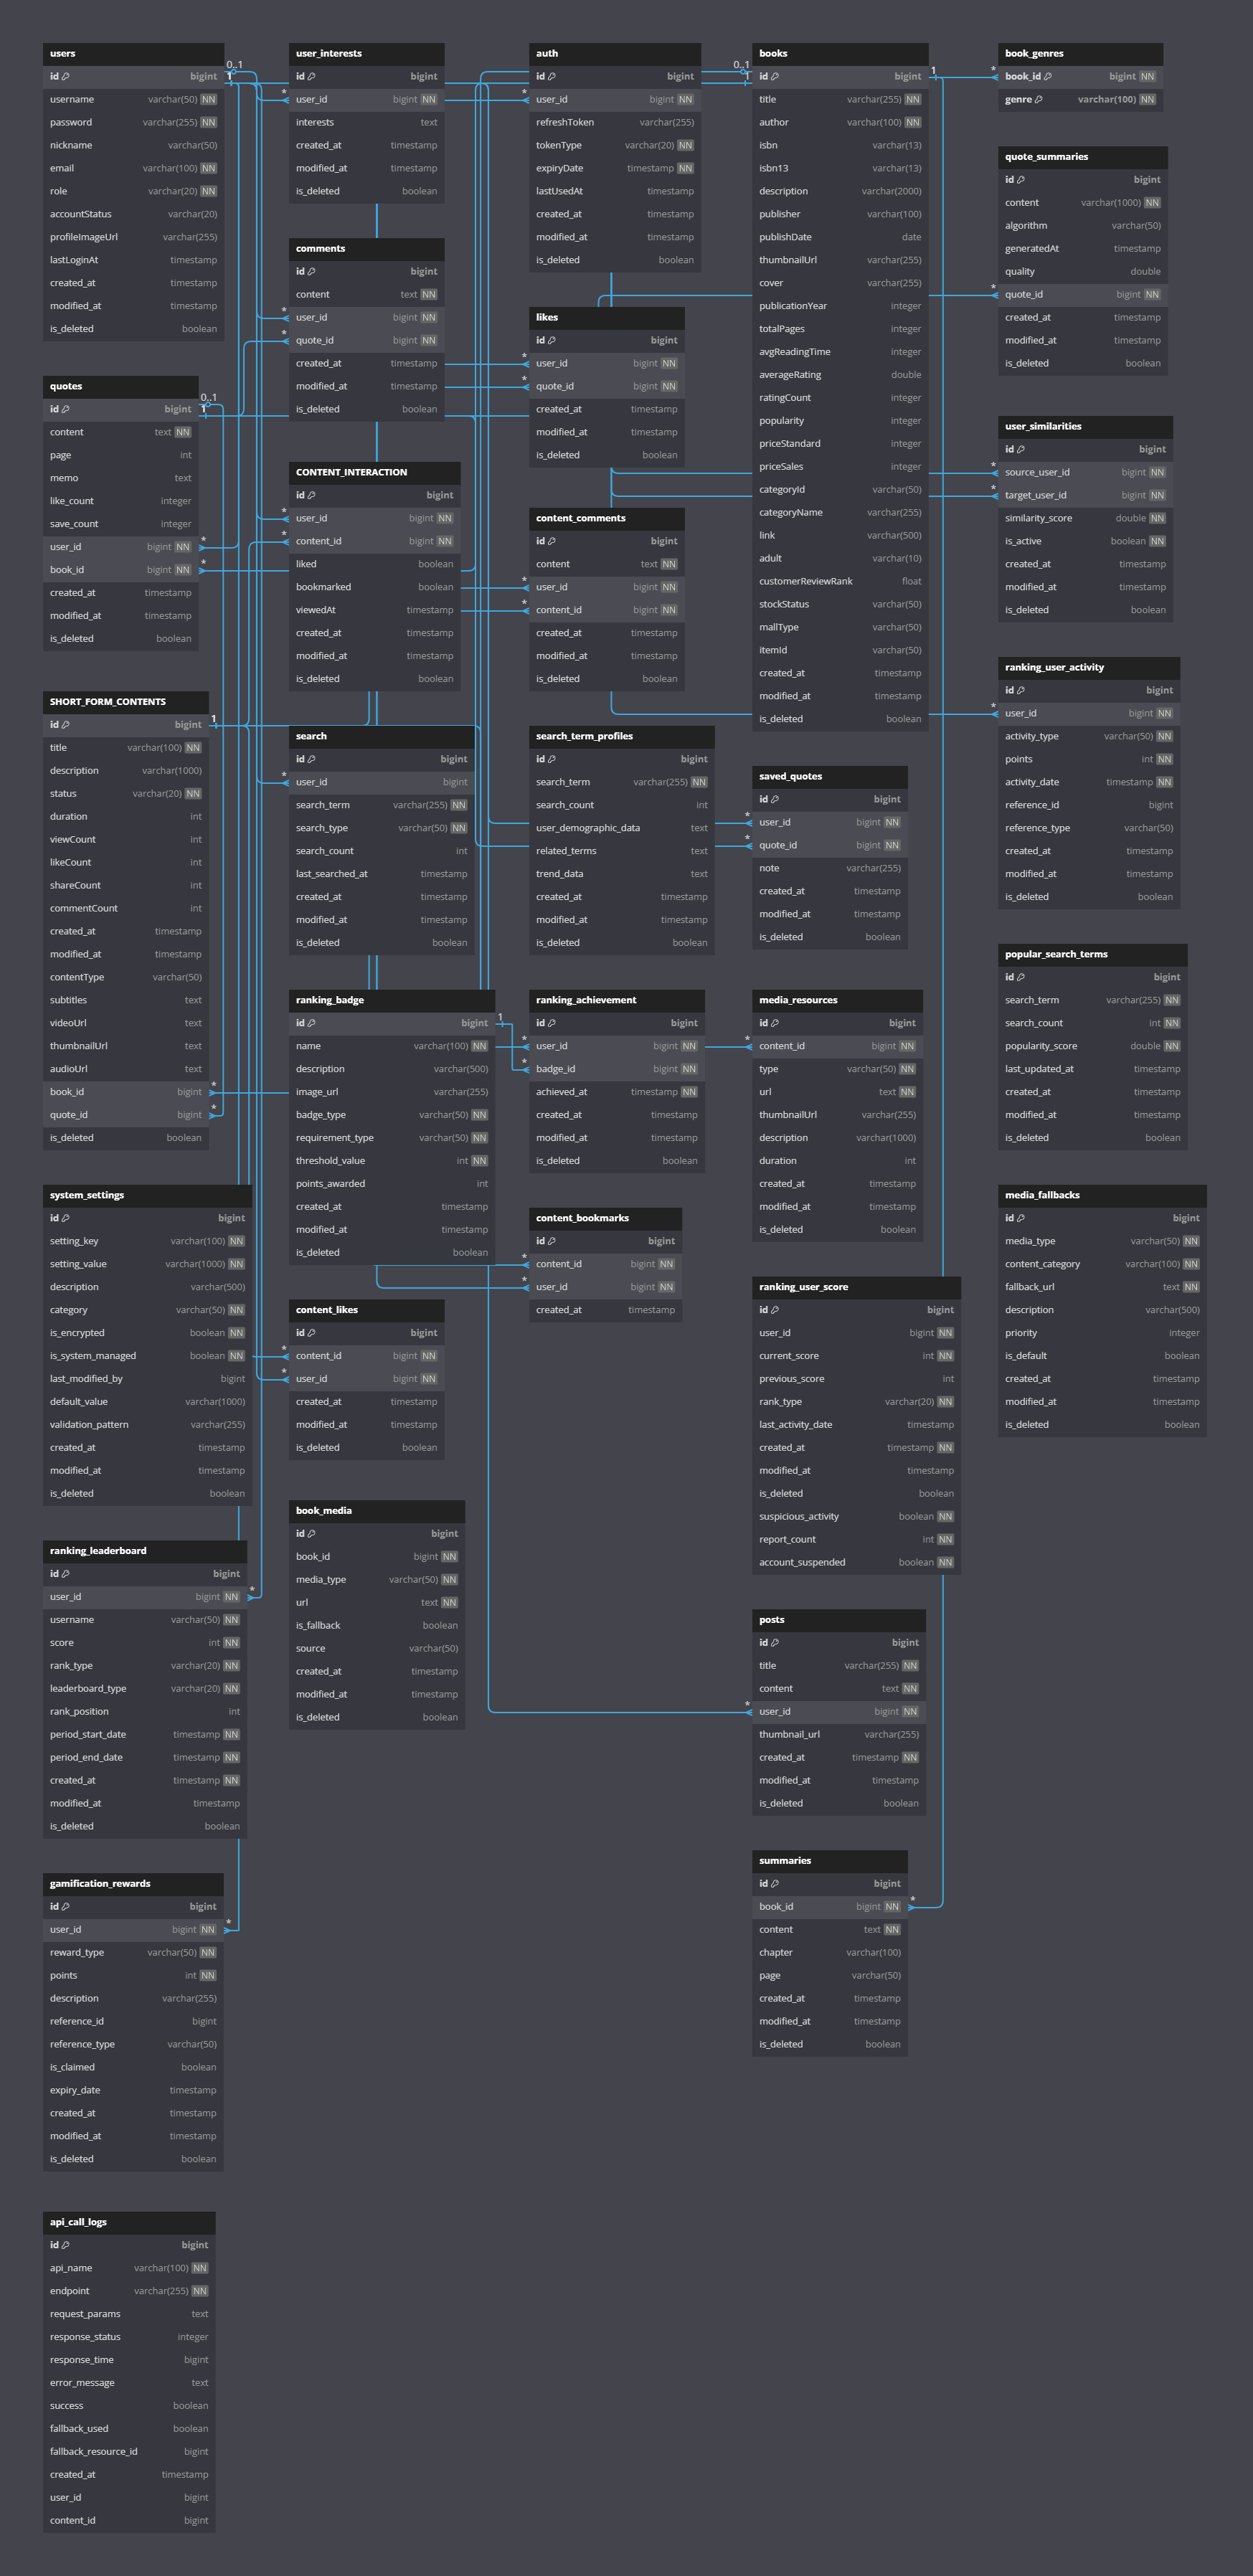 users
id bigint
username varchar(50) NN
password varchar(255) NN
nickname varchar(50)
email varchar(100) NN
role varchar(20) NN
accountStatus varchar(20)
profileImageUrl varchar(255)
lastLoginAt timestamp
created_at timestamp
modified_at timestamp
is_deleted boolean
0..1
1
quotes
id bigint
content text NN
page int
memo text
like_count integer
save_count integer
user_id bigint NN
book_id bigint NN
created_at timestamp
modified_at timestamp
is_deleted boolean
0..1
1
*
*
SHORT_FORM_CONTENTS
id bigint
title varchar(100) NN
description varchar(1000)
status varchar(20) NN
duration int
viewCount int
likeCount int
shareCount int
commentCount int
created_at timestamp
modified_at timestamp
contentType varchar(50)
subtitles text
videoUrl text
thumbnailUrl text
audioUrl text
book_id bigint
quote_id bigint
is_deleted boolean
1
*
*
system_settings
id bigint
setting_key varchar(100) NN
setting_value varchar(1000) NN
description varchar(500)
category varchar(50) NN
is_encrypted boolean NN
is_system_managed boolean NN
last_modified_by bigint
default_value varchar(1000)
validation_pattern varchar(255)
created_at timestamp
modified_at timestamp
is_deleted boolean
ranking_leaderboard
id bigint
user_id bigint NN
username varchar(50) NN
score int NN
rank_type varchar(20) NN
leaderboard_type varchar(20) NN
rank_position int
period_start_date timestamp NN
period_end_date timestamp NN
created_at timestamp NN
modified_at timestamp
is_deleted boolean
*
gamification_rewards
id bigint
user_id bigint NN
reward_type varchar(50) NN
points int NN
description varchar(255)
reference_id bigint
reference_type varchar(50)
is_claimed boolean
expiry_date timestamp
created_at timestamp
modified_at timestamp
is_deleted boolean
*
api_call_logs
id bigint
api_name varchar(100) NN
endpoint varchar(255) NN
request_params text
response_status integer
response_time bigint
error_message text
success boolean
fallback_used boolean
fallback_resource_id bigint
created_at timestamp
user_id bigint
content_id bigint
user_interests
id bigint
* user_id bigint NN
interests text
created_at timestamp
modified_at timestamp
is_deleted boolean
comments
id bigint
content text NN
* user_id bigint NN
* quote_id bigint NN
created_at timestamp
modified_at timestamp
is_deleted boolean
CONTENT_INTERACTION
id bigint
* user_id bigint NN
* content_id bigint NN
liked boolean
bookmarked boolean
viewedAt timestamp
created_at timestamp
modified_at timestamp
is_deleted boolean
search
id bigint
* user_id bigint
search_term varchar(255) NN
search_type varchar(50) NN
search_count int
last_searched_at timestamp
created_at timestamp
modified_at timestamp
is_deleted boolean
ranking_badge
id bigint 1
name varchar(100) NN
description varchar(500)
image_url varchar(255)
badge_type varchar(50) NN
requirement_type varchar(50) NN
threshold_value int NN
points_awarded int
created_at timestamp
modified_at timestamp
is_deleted boolean
content_likes
id bigint
* content_id bigint NN
* user_id bigint NN
created_at timestamp
modified_at timestamp
is_deleted boolean
book_media
id bigint
book_id bigint NN
media_type varchar(50) NN
url text NN
is_fallback boolean
source varchar(50)
created_at timestamp
modified_at timestamp
is_deleted boolean
auth
id bigint
* user_id bigint NN
refreshToken varchar(255)
tokenType varchar(20) NN
expiryDate timestamp NN
lastUsedAt timestamp
created_at timestamp
modified_at timestamp
is_deleted boolean
likes
id bigint
* user_id bigint NN
* quote_id bigint NN
created_at timestamp
modified_at timestamp
is_deleted boolean
content_comments
id bigint
content text NN
* user_id bigint NN
* content_id bigint NN
created_at timestamp
modified_at timestamp
is_deleted boolean
search_term_profiles
id bigint
search_term varchar(255) NN
search_count int
user_demographic_data text
related_terms text
trend_data text
created_at timestamp
modified_at timestamp
is_deleted boolean
ranking_achievement
id bigint
* user_id bigint NN
* badge_id bigint NN
achieved_at timestamp NN
created_at timestamp
modified_at timestamp
is_deleted boolean
content_bookmarks
id bigint
* content_id bigint NN
* user_id bigint NN
created_at timestamp
0..1
1
books
id bigint 1
title varchar(255) NN
author varchar(100) NN
isbn varchar(13)
isbn13 varchar(13)
description varchar(2000)
publisher varchar(100)
publishDate date
thumbnailUrl varchar(255)
cover varchar(255)
publicationYear integer
totalPages integer
avgReadingTime integer
averageRating double
ratingCount integer
popularity integer
priceStandard integer
priceSales integer
categoryId varchar(50)
categoryName varchar(255)
link varchar(500)
adult varchar(10)
customerReviewRank float
stockStatus varchar(50)
mallType varchar(50)
itemId varchar(50)
created_at timestamp
modified_at timestamp
is_deleted boolean
saved_quotes
id bigint
* user_id bigint NN
* quote_id bigint NN
note varchar(255)
created_at timestamp
modified_at timestamp
is_deleted boolean
media_resources
id bigint
* content_id bigint NN
type varchar(50) NN
url text NN
thumbnailUrl varchar(255)
description varchar(1000)
duration int
created_at timestamp
modified_at timestamp
is_deleted boolean
ranking_user_score
id bigint
user_id bigint NN
current_score int NN
previous_score int
rank_type varchar(20) NN
last_activity_date timestamp
created_at timestamp NN
modified_at timestamp
is_deleted boolean
suspicious_activity boolean NN
report_count int NN
account_suspended boolean NN
posts
id bigint
title varchar(255) NN
content text NN
* user_id bigint NN
thumbnail_url varchar(255)
created_at timestamp NN
modified_at timestamp
is_deleted boolean
summaries
id bigint
book_id bigint NN *
content text NN
chapter varchar(100)
page varchar(50)
created_at timestamp
modified_at timestamp
is_deleted boolean
book_genres
* book_id bigint NN
genre varchar(100) NN
quote_summaries
id bigint
content varchar(1000) NN
algorithm varchar(50)
generatedAt timestamp
quality double
* quote_id bigint NN
created_at timestamp
modified_at timestamp
is_deleted boolean
user_similarities
id bigint
* source_user_id bigint NN
* target_user_id bigint NN
similarity_score double NN
is_active boolean NN
created_at timestamp
modified_at timestamp
is_deleted boolean
ranking_user_activity
id bigint
* user_id bigint NN
activity_type varchar(50) NN
points int NN
activity_date timestamp NN
reference_id bigint
reference_type varchar(50)
created_at timestamp
modified_at timestamp
is_deleted boolean
popular_search_terms
id bigint
search_term varchar(255) NN
search_count int NN
popularity_score double NN
last_updated_at timestamp
created_at timestamp
modified_at timestamp
is_deleted boolean
media_fallbacks
id bigint
media_type varchar(50) NN
content_category varchar(100) NN
fallback_url text NN
description varchar(500)
priority integer
is_default boolean
created_at timestamp
modified_at timestamp
is_deleted boolean